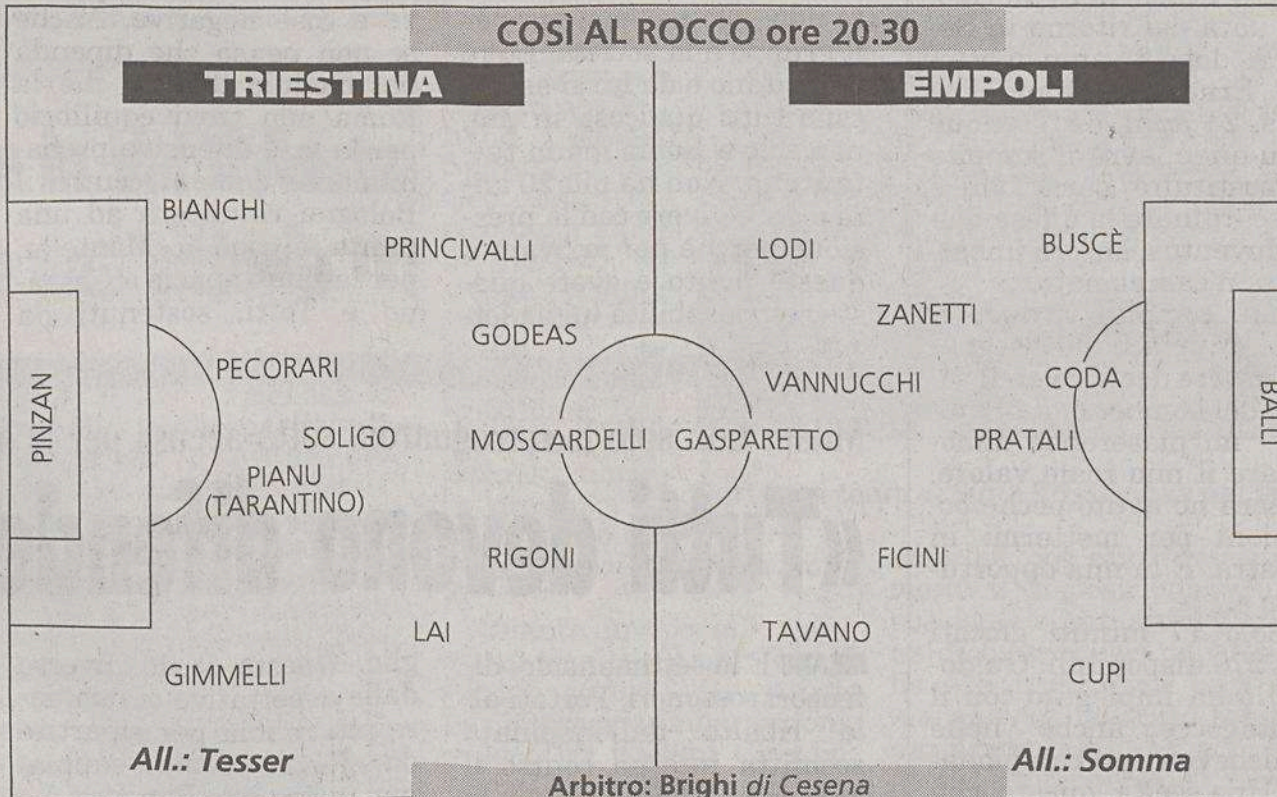 COSÌ AL ROCCO ore 20.30
TRIESTINA
EMPOLI
BIANCHI
PRINCIVALLI
LODI
BUSCÈ
GODEAS
ZANETTI
PECORARI
VANNUCCHI
CODA
PINZAN
SOLIGO
MOSCARDELLI
GASPARETTO
PRATALI
BALLI
PIANU
(TARANTINO)
RIGONI
FICINI
LAI
TAVANO
GIMMELLI
CUPI
All.: Tesser
All.: Somma
Arbitro: Brighi di Cesena